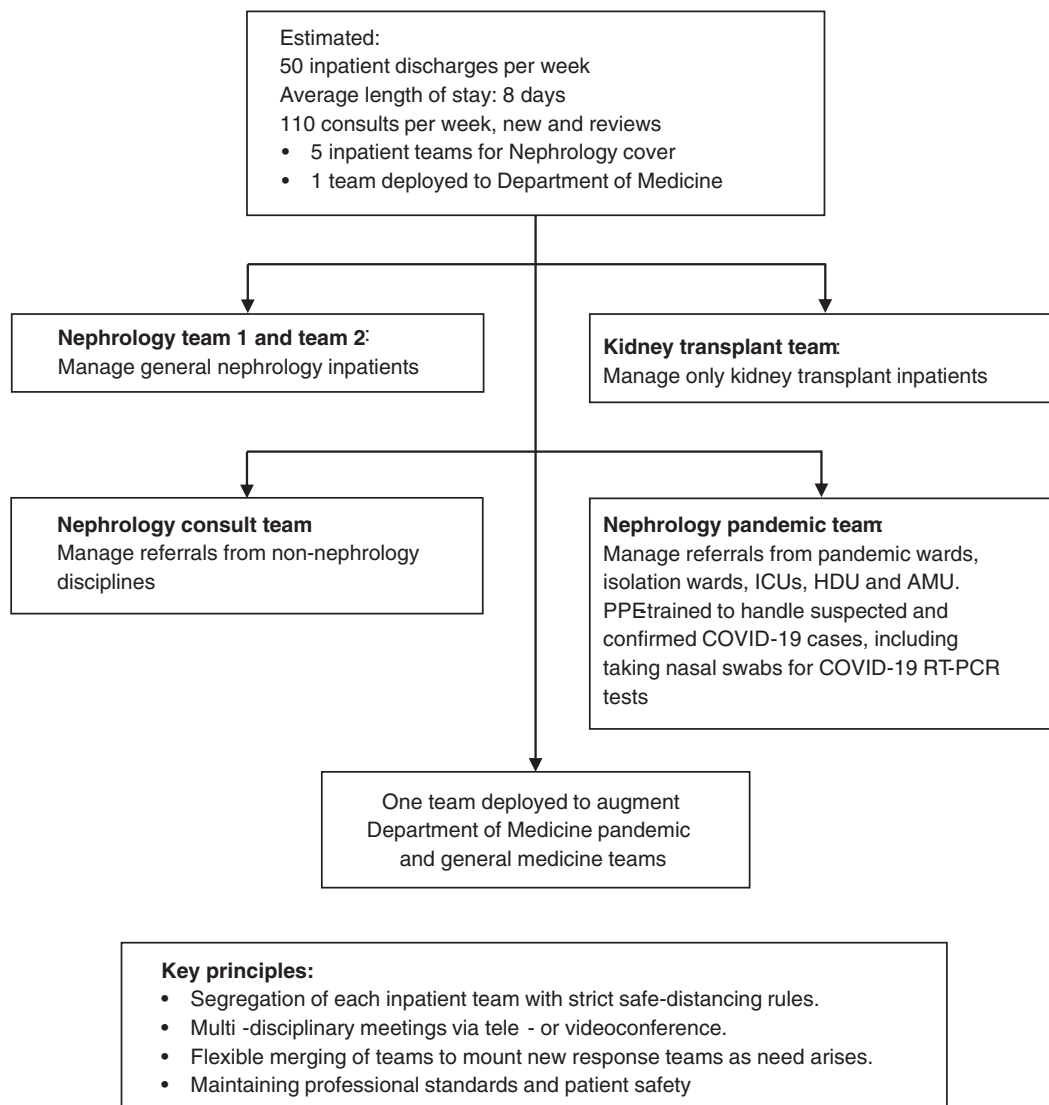 Estimated:
50 inpatient discharges per week
Average length of stay: 8 days
110 consults per week, new and reviews
• 5 inpatient teams for Nephrology cover
• 1 team deployed to Department of Medicine
Nephrology team 1 and team 2:
Manage general nephrology inpatients
Kidney transplant team:
Manage only kidney transplant inpatients
Nephrology consult team
Manage referrals from non-nephrology
disciplines
Nephrology pandemic team:
Manage referrals from pandemic wards,
isolation wards, ICUs, HDU and AMU.
PPEtrained to handle suspected and
confirmed COVID-19 cases, including
taking nasal swabs for COVID-19 RT-PCR
tests
One team deployed to augment
Department of Medicine pandemic
and general medicine teams
Key principles:
• Segregation of each inpatient team with strict safe-distancing rules.
• Multi -disciplinary meetings via tele - or videoconference.
• Flexible merging of teams to mount new response teams as need arises.
• Maintaining professional standards and patient safety